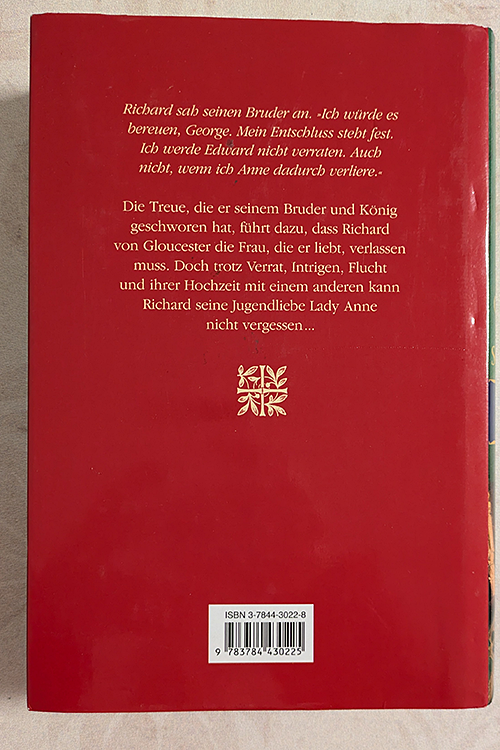 Richard sah seinen Bruder an. »Ich würde es
bereuen, George. Mein Entschluss steht fest.
Ich werde Edward nicht verraten. Auch
nicht, wenn ich Anne dadurch verliere.«
Die Treue, die er seinem Bruder und König
geschworen hat, führt dazu, dass Richard
von Gloucester die Frau, die er liebt, verlassen
muss. Doch trotz Verrat, Intrigen, Flucht
und ihrer Hochzeit mit einem anderen kann
Richard seine Jugendliebe Lady Anne
nicht vergessen ...
ISBN 3-7844-3022-8
9 783784 430225